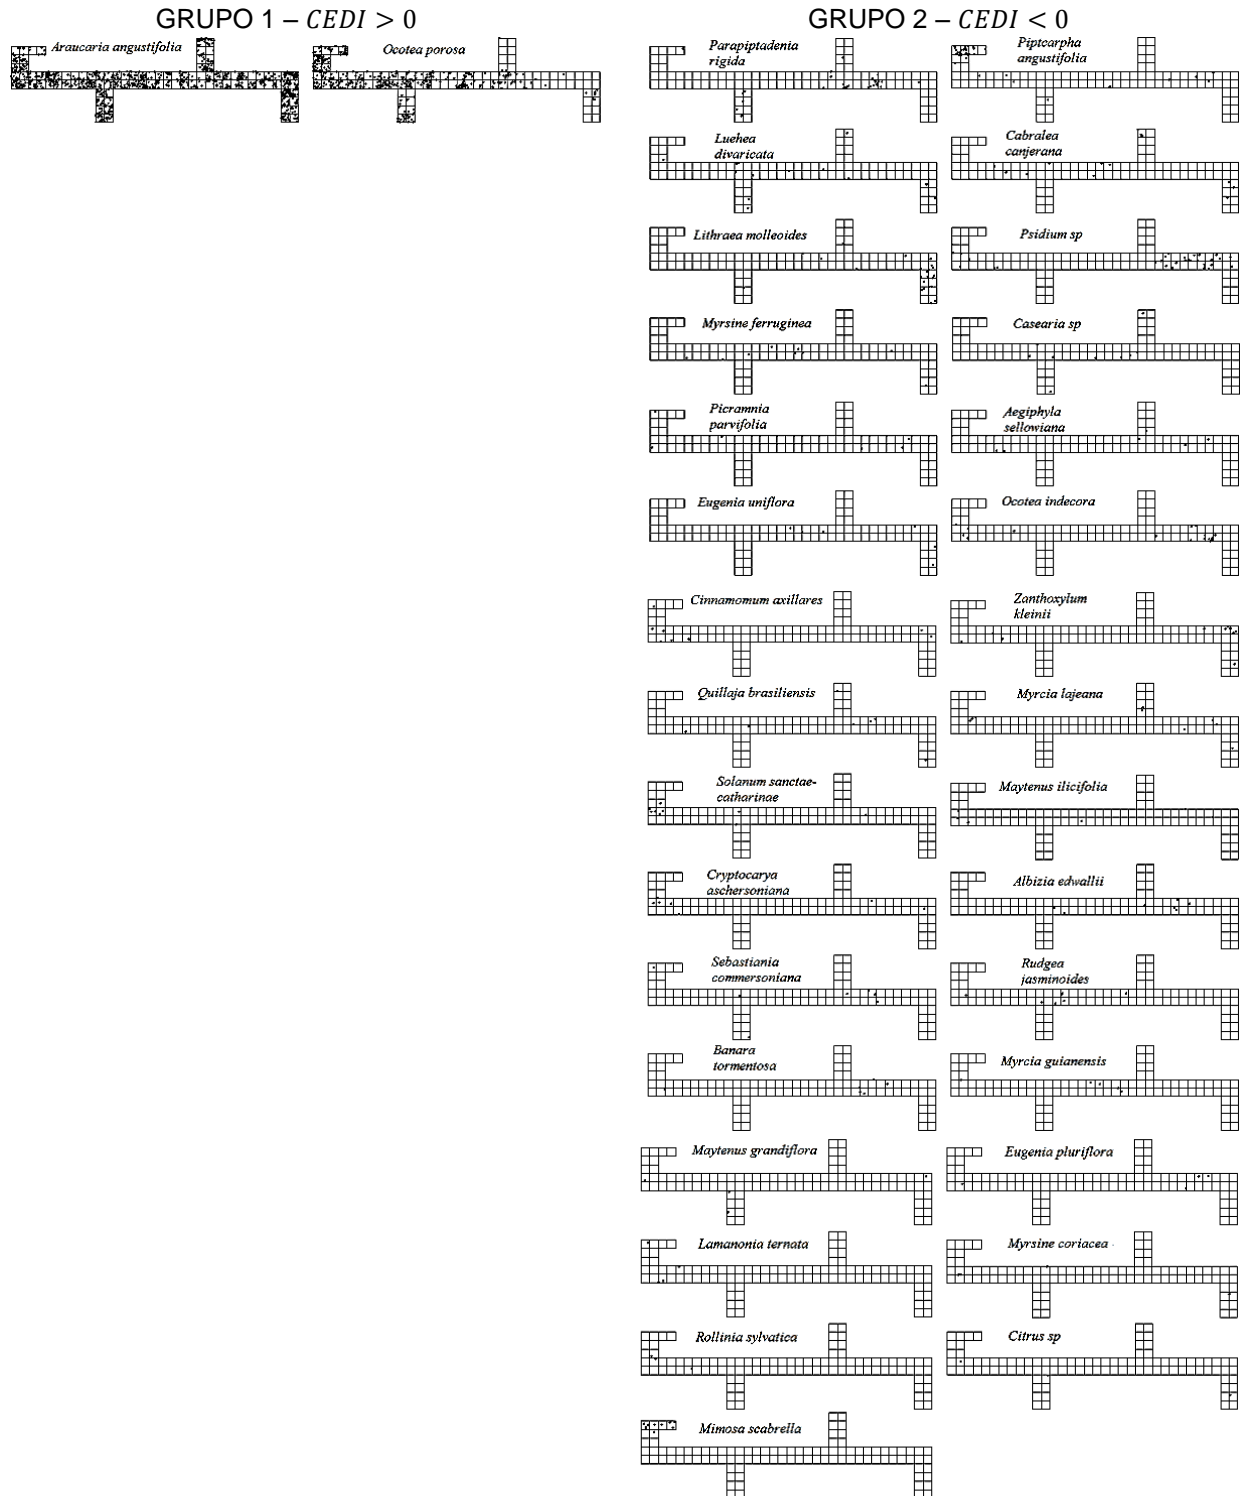 GRUPO 1 – CEDI > 0
GRUPO 2 – CEDI < 0
Araucaria angustifolia
Ocotea porosa
Parapiptadenia
rigida
Piptcarpha
angustifolia
Luehea
divaricata
Cabralea
canjerana
Lithraea molleoides
Psidium sp
Myrsine ferruginea
Casearia sp
Picramnia
parvifolia
Aegiphyla
sellowiana
Eugenia uniflora
Ocotea indecora
Cinnamomum axillares
Zanthoxylum
kleinii
Quillaja brasiliensis
Myrcia lajeana
Solanum sanctae-
catharinae
Maytenus ilicifolia
Cryptocarya
aschersoniana
Albizia edwallii
Sebastiania
commersoniana
Rudgea
jasminoides
Banara
tormentosa
Myrcia guianensis
Maytenus grandiflora
Eugenia pluriflora
Lamanonia ternata
Myrsine coriacea
Rollinia sylvatica
Citrus sp
Mimosa scabrella